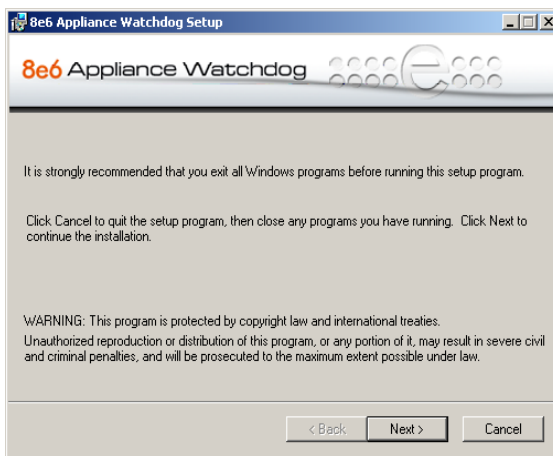 8e6 Appliance Watchdog Setup
8e6 Appliance Watchdog
e
It is strongly recommended that you exit all Windows programs before running this setup program.
Click Cancel to quit the setup program, then close any programs you have running. Click Next to
continue the installation.
WARNING: This program is protected by copyright law and international treaties.
Unauthorized reproduction or distribution of this program, or any portion of it, may result in severe civil
and criminal penalties, and will be prosecuted to the maximum extent possible under law.
< Back Next > Cancel